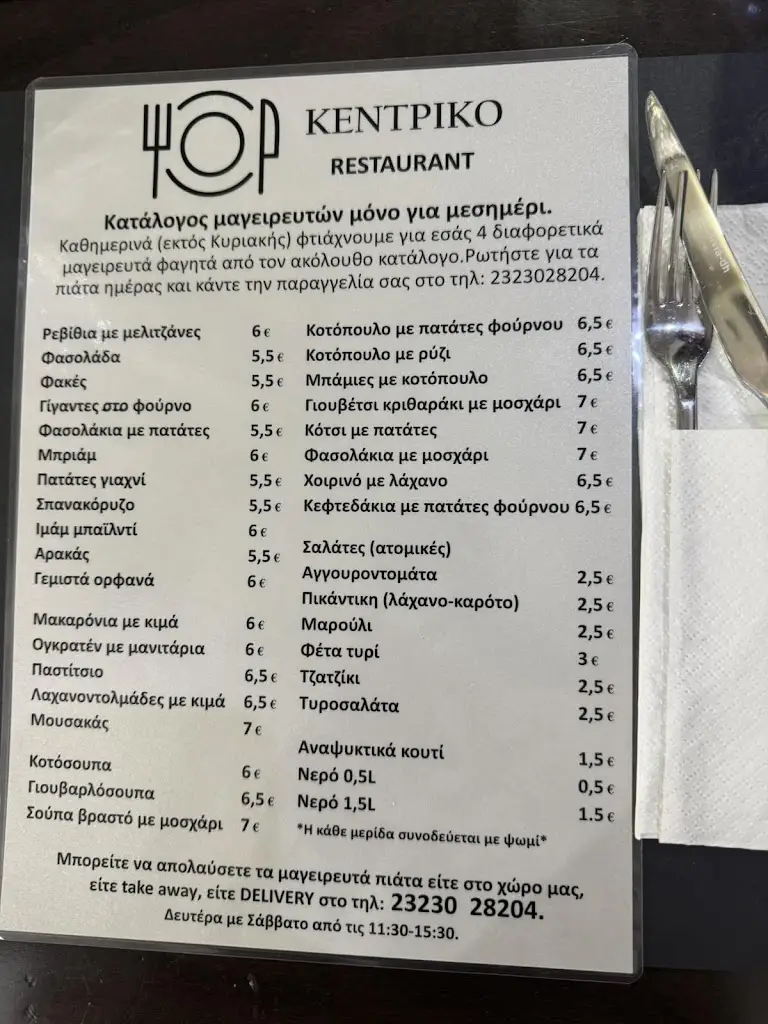 ΚΕΝΤΡΙΚΟ
RESTAURANT
Κατάλογος μαγειρευτών μόνο για μεσημέρι.
Καθημερινά (εκτός Κυριακής) φτιάχνουμε για εσάς 4 διαφορετικά
μαγειρευτά φαγητά από τον ακόλουθο κατάλογο.Ρωτήστε για τα
πιάτα ημέρας και κάντε την παραγγελία σας στο τηλ: 2323028204.
Ρεβίθια με μελιτζάνες 6 €
Φασολάδα 5,5 €
Φακές 5,5 €
Γίγαντες στο φούρνο 6 €
Φασολάκια με πατάτες 5,5 €
Μπριάμ 6 €
Πατάτες γιαχνί 5,5 €
Σπανακόρυζο 5,5 €
Ιμάμ μπαϊλντί 6 €
Αρακάς 5,5 €
Γεμιστά ορφανά 6 €
Μακαρόνια με κιμά 6 €
Ογκρατέν με μανιτάρια 6 €
Παστίτσιο 6,5 €
Λαχανοντολμάδες με κιμά 6,5 €
Μουσακάς 7 €
Κοτόσουπα 6 €
Γιουβαρλόσουπα 6,5 €
Σούπα βραστό με μοσχάρι 7 €
Κοτόπουλο με πατάτες φούρνου 6,5 €
Κοτόπουλο με ρύζι 6,5 €
Μπάμιες με κοτόπουλο 6,5 €
Γιουβέτσι κριθαράκι με μοσχάρι 7 €
Κότσι με πατάτες 7 €
Φασολάκια με μοσχάρι 7 €
Χοιρινό με λάχανο 6,5 €
Κεφτεδάκια με πατάτες φούρνου 6,5 €
Σαλάτες (ατομικές)
Αγγουροντομάτα 2,5 €
Πικάντικη (λάχανο-καρότο) 2,5 €
Μαρούλι 2,5 €
Φέτα τυρί 3 €
Τζατζίκι 2,5 €
Τυροσαλάτα 2,5 €
Αναψυκτικά κουτί 1,5 €
Νερό 0,5L 0,5 €
Νερό 1,5L 1.5 €
*Η κάθε μερίδα συνοδεύεται με ψωμί*
Μπορείτε να απολαύσετε τα μαγειρευτά πιάτα είτε στο χώρο μας,
είτε take away, είτε DELIVERY στο τηλ: 23230 28204.
Δευτέρα με Σάββατο από τις 11:30-15:30.